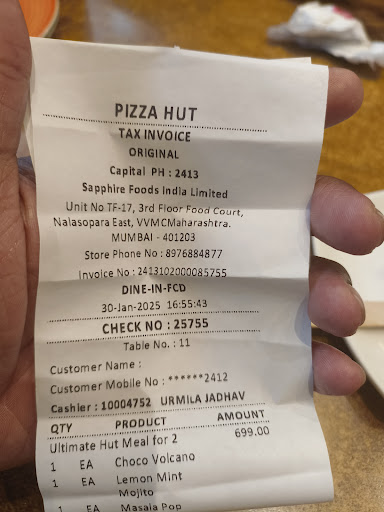 PIZZA HUT
TAX INVOICE
ORIGINAL
Capital PH : 2413
Sapphire Foods India Limited
Unit No TF-17, 3rd Floor Food Court,
Nalasopara East, VVMCMaharashtra.
MUMBAI - 401203
Store Phone No : 8976884877
Invoice No : 2413102000085755
DINE-IN-FCD
30-Jan-2025 16:55:43
CHECK NO : 25755
Table No. : 11
Customer Name :
Customer Mobile No : ******2412
Cashier : 10004752 URMILA JADHAV
QTY PRODUCT AMOUNT
Ultimate Hut Meal for 2 699.00
1 EA Choco Volcano
1 EA Lemon Mint
Mojito
1 EA Masala Pop